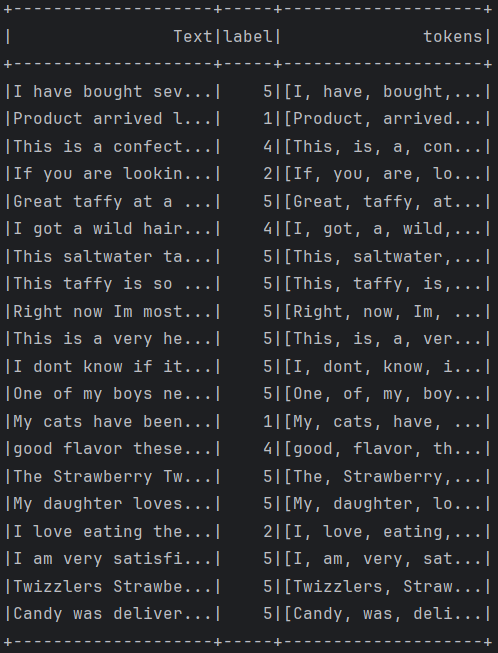 +--------------------+-----+--------------------+
|                Text|label|              tokens|
+--------------------+-----+--------------------+
|I have bought sev...|    5|[I, have, bought,...|
|Product arrived l...|    1|[Product, arrived...|
|This is a confect...|    4|[This, is, a, con...|
|If you are lookin...|    2|[If, you, are, lo...|
|Great taffy at a ...|    5|[Great, taffy, at...|
|I got a wild hair...|    4|[I, got, a, wild,...|
|This saltwater ta...|    5|[This, saltwater,...|
|This taffy is so ...|    5|[This, taffy, is,...|
|Right now Im most...|    5|[Right, now, Im, ...|
|This is a very he...|    5|[This, is, a, ver...|
|I dont know if it...|    5|[I, dont, know, i...|
|One of my boys ne...|    5|[One, of, my, boy...|
|My cats have been...|    1|[My, cats, have, ...|
|good flavor these...|    4|[good, flavor, th...|
|The Strawberry Tw...|    5|[The, Strawberry,...|
|My daughter loves...|    5|[My, daughter, lo...|
|I love eating the...|    2|[I, love, eating,...|
|I am very satisfi...|    5|[I, am, very, sat...|
|Twizzlers Strawbe...|    5|[Twizzlers, Straw...|
|Candy was deliver...|    5|[Candy, was, deli...|
+--------------------+-----+--------------------+